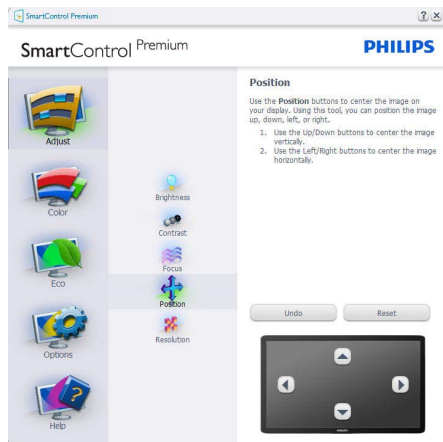 SmartControl Premium
? x
SmartControl Premium
PHILIPS
Adjust
Color
Eco
Options
Help
Brightness
Contrast
Focus
Position
Resolution
Position
Use the Position buttons to center the image on
your display. Using this tool, you can position the image
up, down, left, or right.
1. Use the Up/Down buttons to center the image
vertically.
2. Use the Left/Right buttons to center the image
horizontally.
Undo
Reset
PHILIPS